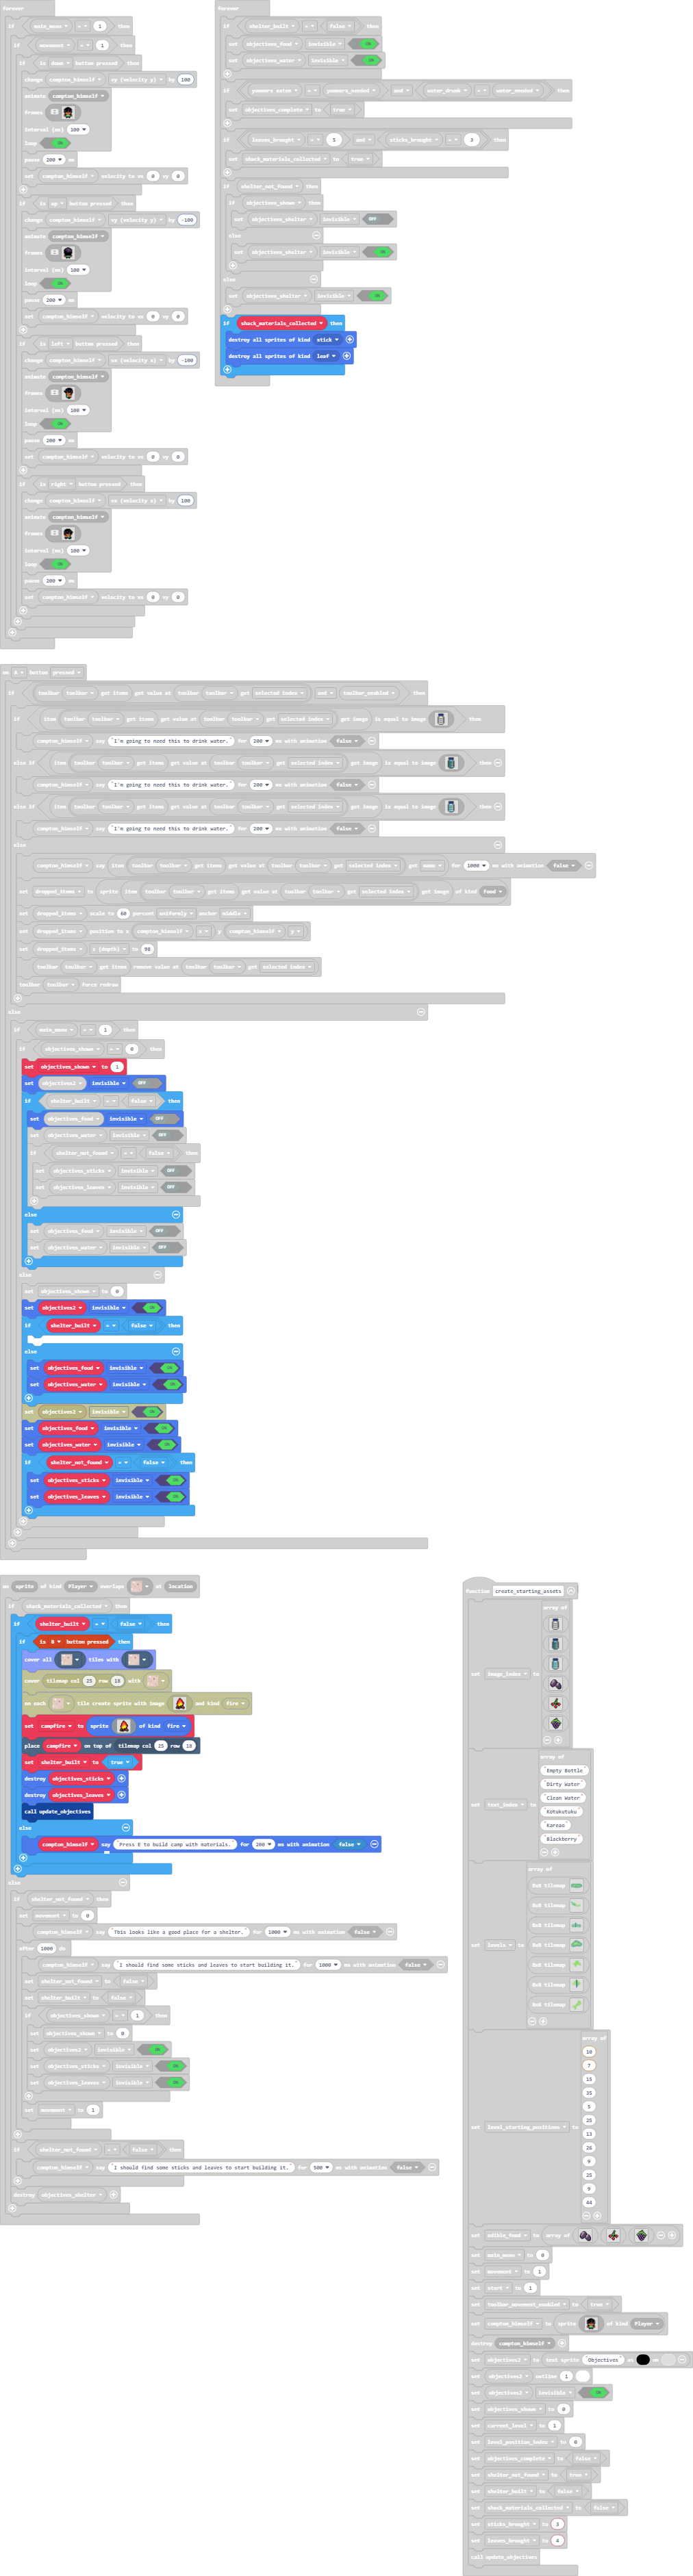 forever
if main_menu = 1 then
if movement = 1 then
if is down button pressed then
change compton_himself vy (velocity y) by 100
animate compton_himself
frames
interval (ms) 100
loop ON
pause 200 ms
set compton_himself velocity to vx 0 vy 0
if is up button pressed then
change compton_himself vy (velocity y) by -100
animate compton_himself
frames
interval (ms) 100
loop ON
pause 200 ms
set compton_himself velocity to vx 0 vy 0
if is left button pressed then
change compton_himself vx (velocity x) by -100
animate compton_himself
frames
interval (ms) 100
loop ON
pause 200 ms
set compton_himself velocity to vx 0 vy 0
if is right button pressed then
change compton_himself vx (velocity x) by 100
animate compton_himself
frames
interval (ms) 100
loop ON
pause 200 ms
set compton_himself velocity to vx 0 vy 0
forever
if shelter_built = false then
set objectives_food invisible ON
set objectives_water invisible ON
if yummers_eaten = yummers_needed and water_drunk = water_needed then
set objectives_complete to true
if leaves_brought = 5 and sticks_brought = 3 then
set shack_materials_collected to true
if shelter_not_found then
if objectives_shown then
set objectives_shelter invisible OFF
else
set objectives_shelter invisible ON
else
set objectives_shelter invisible ON
if shack_materials_collected then
destroy all sprites of kind stick
destroy all sprites of kind leaf
on A button pressed
if toolbar toolbar get items get value at toolbar toolbar get selected index and toolbar_enabled then
if item toolbar toolbar get items get value at toolbar toolbar get selected index get image is equal to image then
compton_himself say "I'm going to need this to drink water." for 200 ms with animation false
else if item toolbar toolbar get items get value at toolbar toolbar get selected index get image is equal to image then
compton_himself say "I'm going to need this to drink water." for 200 ms with animation false
else if item toolbar toolbar get items get value at toolbar toolbar get selected index get image is equal to image then
compton_himself say "I'm going to need this to drink water." for 200 ms with animation false
else
compton_himself say item toolbar toolbar get items get value at toolbar toolbar get selected index get name for 1000 ms with animation false
set dropped_items to sprite item toolbar toolbar get items get value at toolbar toolbar get selected index get image of kind Food
set dropped_items scale to 60 percent uniformly anchor middle
set dropped_items position to x compton_himself x y compton_himself y
set dropped_items z (depth) to 98
toolbar toolbar get items remove value at toolbar toolbar get selected index
toolbar toolbar force redraw
else
if main_menu = 1 then
if objectives_shown = 0 then
set objectives_shown to 1
set objectives2 invisible OFF
if shelter_built = false then
set objectives_food invisible OFF
set objectives_water invisible OFF
if shelter_not_found = false then
set objectives_sticks invisible OFF
set objectives_leaves invisible OFF
else
set objectives_food invisible OFF
set objectives_water invisible OFF
else
set objectives_shown to 0
set objectives2 invisible ON
if shelter_built = false then
else
set objectives_food invisible ON
set objectives_water invisible ON
set objectives2 invisible ON
set objectives_food invisible ON
set objectives_water invisible ON
if shelter_not_found = false then
set objectives_sticks invisible ON
set objectives_leaves invisible ON
on sprite of kind Player overlaps at location
if shack_materials_collected then
if shelter_built = false then
if is B button pressed then
cover all tiles with
cover tilemap col 25 row 18 with
on each tile create sprite with image and kind fire
set campfire to sprite of kind fire
place campfire on top of tilemap col 25 row 18
set shelter_built to true
destroy objectives_sticks
destroy objectives_leaves
call update_objectives
else
compton_himself say "Press E to build camp with materials." for 200 ms with animation false
else
if shelter_not_found then
set movement to 0
compton_himself say "This looks like a good place for a shelter." for 1000 ms with animation false
after 1000 do
compton_himself say "I should find some sticks and leaves to start building it." for 1000 ms with animation false
set shelter_not_found to false
set shelter_built to false
if objectives_shown = 1 then
set objectives_shown to 0
set objectives2 invisible ON
set objectives_sticks invisible ON
set objectives_leaves invisible ON
set movement to 1
if shelter_not_found = false then
compton_himself say "I should find some sticks and leaves to start building it." for 500 ms with animation false
destroy objectives_shelter
function create_starting_assets
set image_index to array of
set text_index to array of
"Empty Bottle"
"Dirty Water"
"Clean Water"
"Kotukutuku"
"Kareao"
"Blackberry"
set levels to array of
8x8 tilemap
8x8 tilemap
8x8 tilemap
8x8 tilemap
8x8 tilemap
8x8 tilemap
8x8 tilemap
set level_starting_positions to array of
10
7
15
35
5
25
13
26
9
25
9
44
set edible_food to array of
set main_menu to 0
set movement to 1
set start to 1
set toolbar_movement_enabled to true
set compton_himself to sprite of kind Player
destroy compton_himself
set objectives2 to text sprite "Objectives"
set objectives2 outline 1
set objectives2 invisible ON
set objectives_shown to 0
set current_level to 1
set level_position_index to 0
set objectives_complete to false
set shelter_not_found to true
set shelter_built to false
set shack_materials_collected to false
set sticks_brought to 3
set leaves_brought to 4
call update_objectives